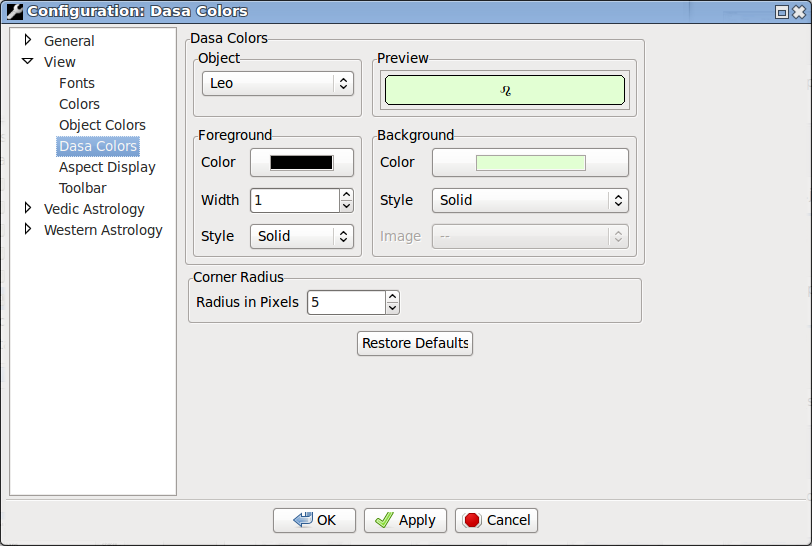 Configuration: Dasa Colors
General
View
Fonts
Colors
Object Colors
Dasa Colors
Aspect Display
Toolbar
Vedic Astrology
Western Astrology
Dasa Colors
Object
Leo
Preview
♌
Foreground
Color
Width 1
Style Solid
Background
Color
Style Solid
Image --
Corner Radius
Radius in Pixels 5
Restore Defaults
OK Apply Cancel